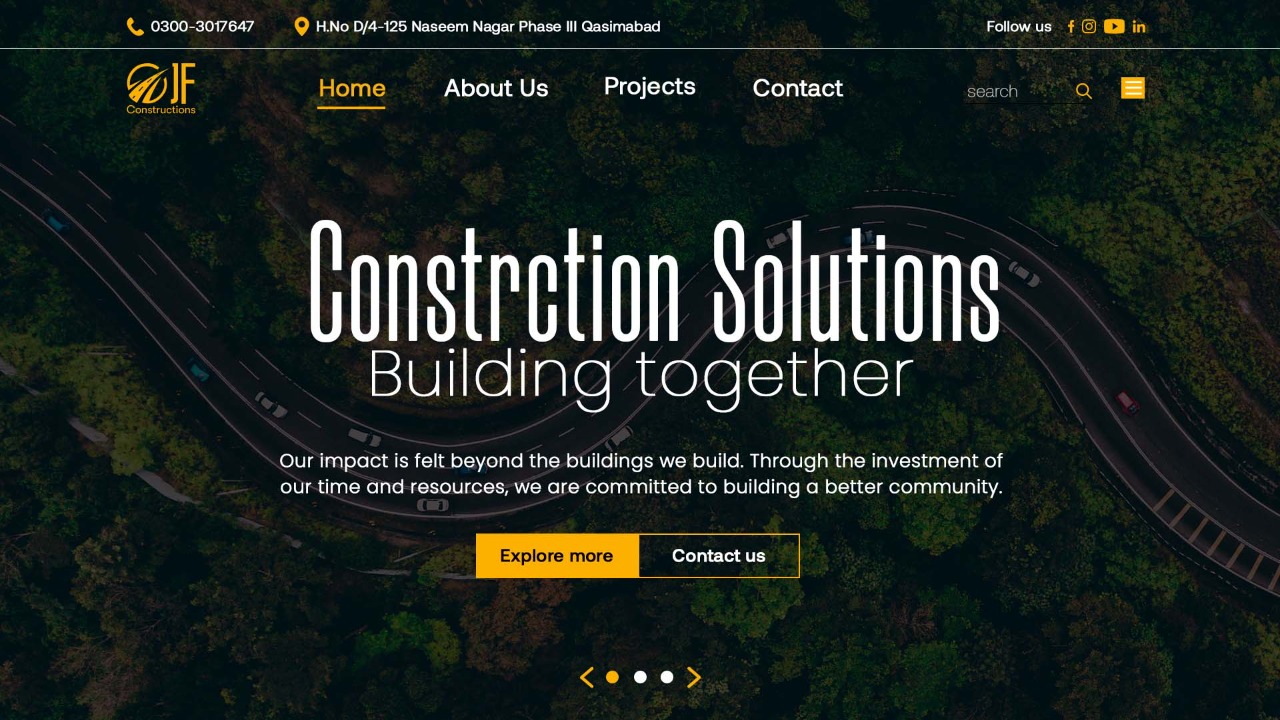 0300-3017647 H.No D/4-125 Naseem Nagar Phase III Qasimabad Follow us
JF
Constructions
Home About Us Projects Contact search
Constrction Solutions
Building together
Our impact is felt beyond the buildings we build. Through the investment of
our time and resources, we are committed to building a better community.
Explore more Contact us